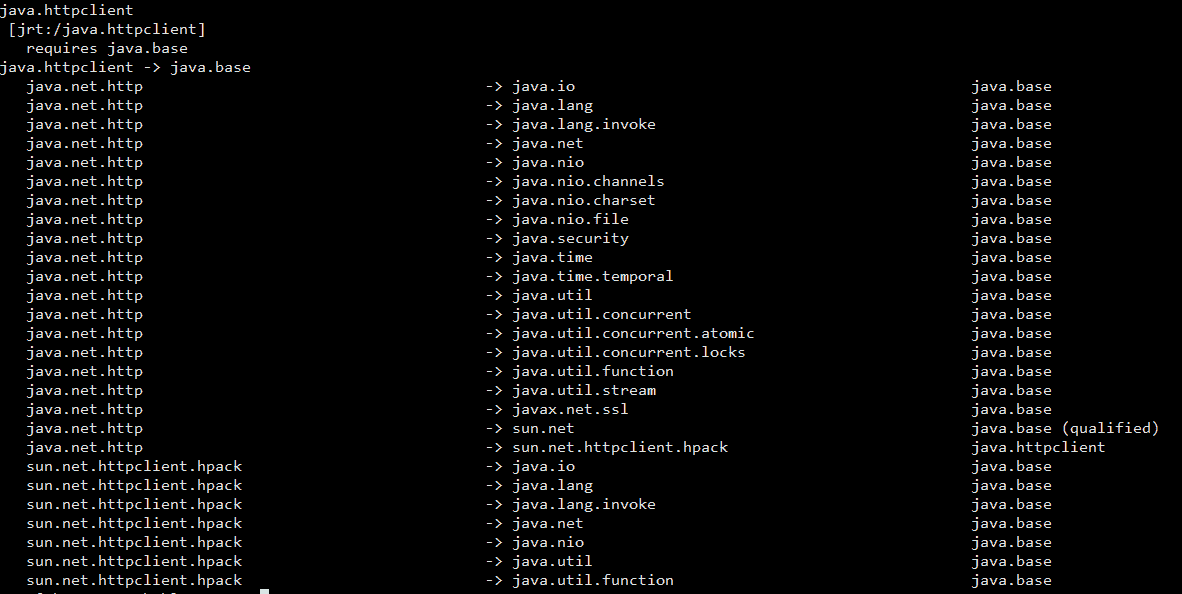 java.httpclient
[jrt:/java.httpclient]
requires java.base
java.httpclient -> java.base
java.net.http -> java.io java.base
java.net.http -> java.lang java.base
java.net.http -> java.lang.invoke java.base
java.net.http -> java.net java.base
java.net.http -> java.nio java.base
java.net.http -> java.nio.channels java.base
java.net.http -> java.nio.charset java.base
java.net.http -> java.nio.file java.base
java.net.http -> java.security java.base
java.net.http -> java.time java.base
java.net.http -> java.time.temporal java.base
java.net.http -> java.util java.base
java.net.http -> java.util.concurrent java.base
java.net.http -> java.util.concurrent.atomic java.base
java.net.http -> java.util.concurrent.locks java.base
java.net.http -> java.util.function java.base
java.net.http -> java.util.stream java.base
java.net.http -> javax.net.ssl java.base
java.net.http -> sun.net java.base (qualified)
java.net.http -> sun.net.httpclient.hpack java.httpclient
sun.net.httpclient.hpack -> java.io java.base
sun.net.httpclient.hpack -> java.lang java.base
sun.net.httpclient.hpack -> java.lang.invoke java.base
sun.net.httpclient.hpack -> java.net java.base
sun.net.httpclient.hpack -> java.nio java.base
sun.net.httpclient.hpack -> java.util java.base
sun.net.httpclient.hpack -> java.util.function java.base